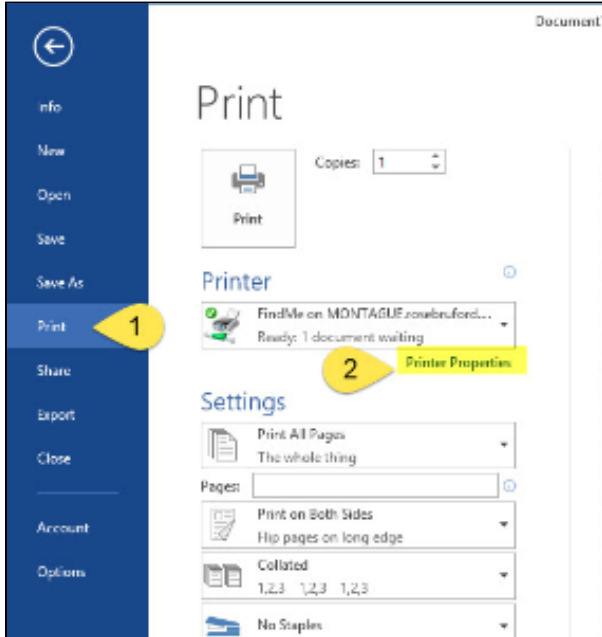 Document
Info
New
Open
Save
Save As
Print
Share
Export
Close
Account
Options
Print
Copies: 1
Print
Printer
FindMe on MONTAGUE.rosebruford....
Ready: 1 document waiting
Printer Properties
Settings
Print All Pages
The whole thing
Pages:
Print on Both Sides
Flip pages on long edge
Collated
1,2,3 1,2,3 1,2,3
No Staples
1
2